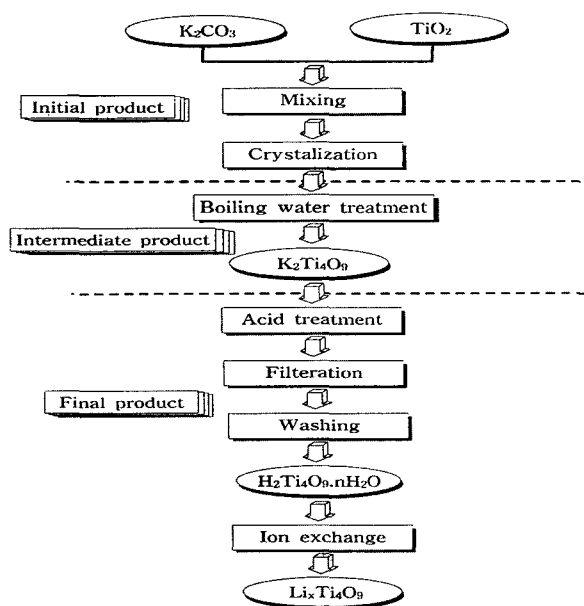 K₂CO₃
TiO₂
Mixing
Initial product
Crystalization
Boiling water treatment
Intermediate product
K₂Ti₄O₉
Acid treatment
Filteration
Final product
Washing
H₂Ti₄O₉.nH₂O
Ion exchange
LiₓTi₄O₉